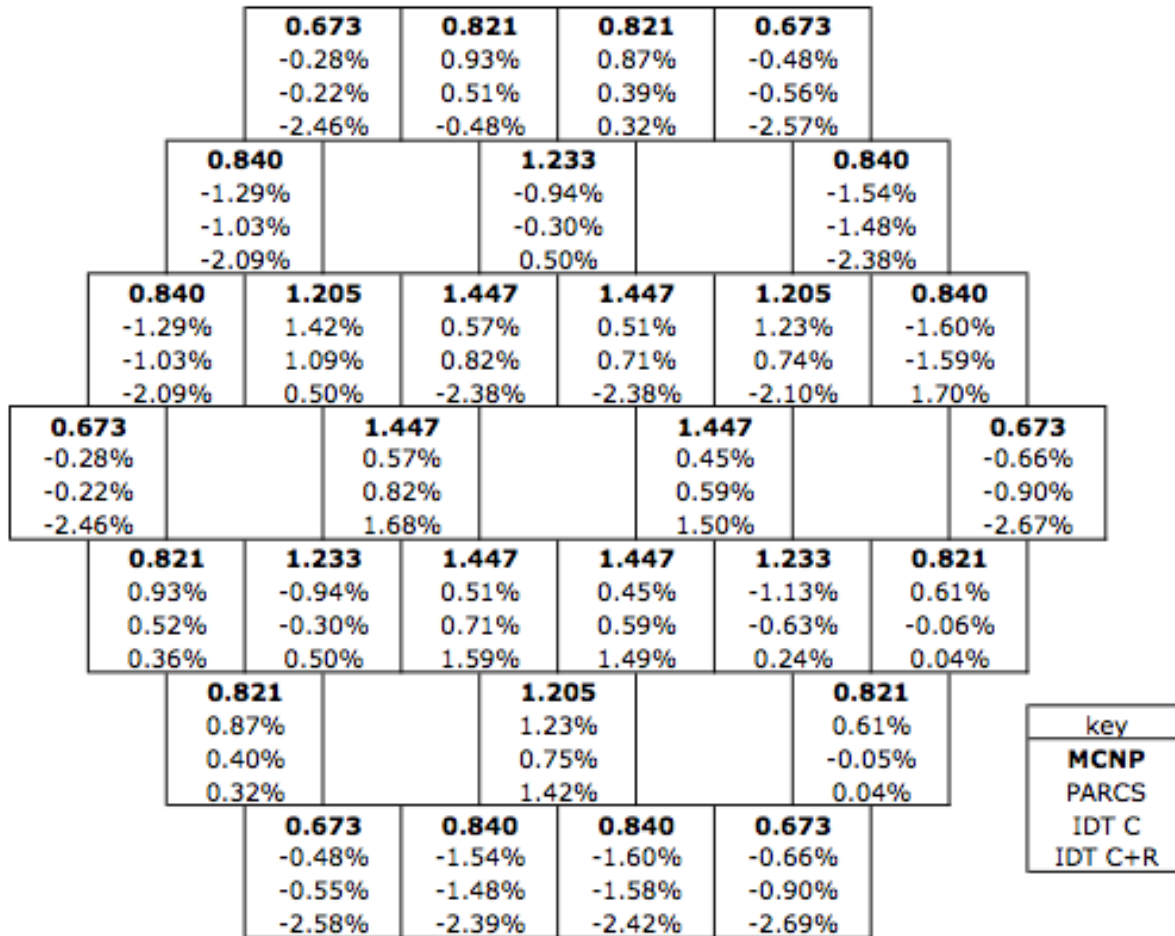 0.673 0.821 0.821 0.673
-0.28% 0.93% 0.87% -0.48%
-0.22% 0.51% 0.39% -0.56%
-2.46% -0.48% 0.32% -2.57%
0.840 1.233 0.840
-1.29% -0.94% -1.54%
-1.03% -0.30% -1.48%
-2.09% 0.50% -2.38%
0.840 1.205 1.447 1.447 1.205 0.840
-1.29% 1.42% 0.57% 0.51% 1.23% -1.60%
-1.03% 1.09% 0.82% 0.71% 0.74% -1.59%
-2.09% 0.50% -2.38% -2.38% -2.10% 1.70%
0.673 1.447 1.447 0.673
-0.28% 0.57% 0.45% -0.66%
-0.22% 0.82% 0.59% -0.90%
-2.46% 1.68% 1.50% -2.67%
0.821 1.233 1.447 1.447 1.233 0.821
0.93% -0.94% 0.51% 0.45% -1.13% 0.61%
0.52% -0.30% 0.71% 0.59% -0.63% -0.06%
0.36% 0.50% 1.59% 1.49% 0.24% 0.04%
0.821 1.205 0.821
0.87% 1.23% 0.61%
0.40% 0.75% -0.05%
0.32% 1.42% 0.04%
0.673 0.840 0.840 0.673
-0.48% -1.54% -1.60% -0.66%
-0.55% -1.48% -1.58% -0.90%
-2.58% -2.39% -2.42% -2.69%
key
MCNP
PARCS
IDT C
IDT C+R